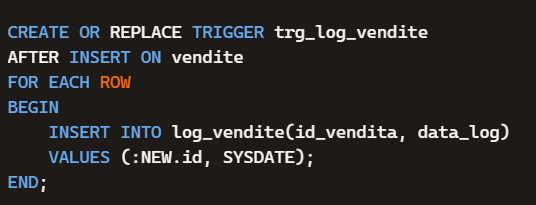 CREATE OR REPLACE TRIGGER trg_log_vendite
AFTER INSERT ON vendite
FOR EACH ROW
BEGIN
    INSERT INTO log_vendite(id_vendita, data_log)
    VALUES (:NEW.id, SYSDATE);
END;